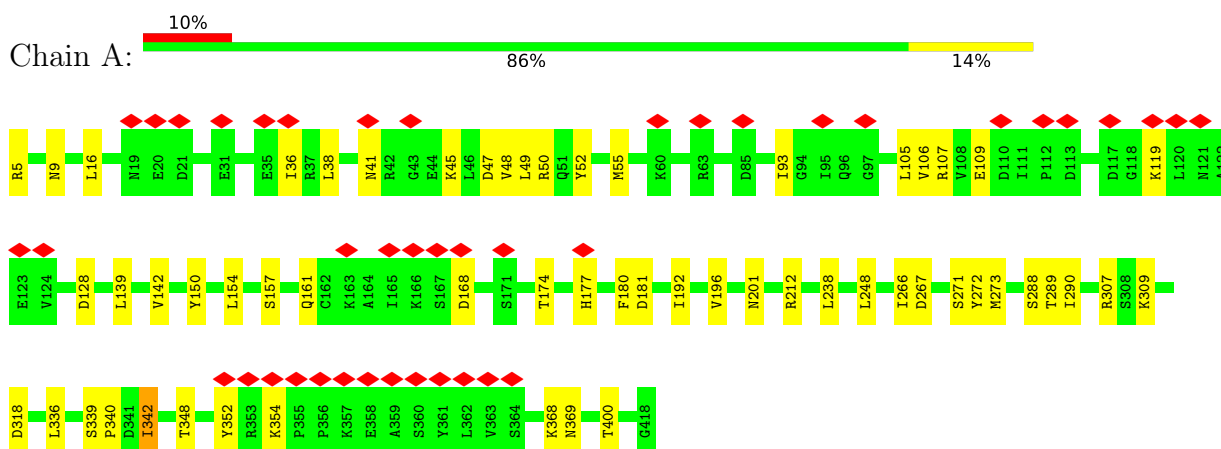 10%
Chain A:
86% 14%
R5 N9 L16 N19 E20 D21 E31 E35 I36 R37 L38 N41 R42 G43 E44 K45 L46 D47 V48 L49 R50 Q51 Y52 M55 K60 R63 D85 I93 G94 I95 Q96 G97 L105 V106 R107 V108 E109 D110 I111 P112 D113 D117 G118 K119 L120 N121
E123 V124 D128 L139 V142 Y150 L154 S157 Q161 C162 K163 A164 I165 K166 S167 D168 S171 T174 H177 F180 D181 I192 V196 N201 R212 L238 L248 I266 D267 S271 Y272 M273 S288 T289 I290 R307 S308 K309
D318 L336 S339 P340 D341 I342 T348 Y352 R353 K354 P355 P356 K357 E358 A359 S360 Y361 L362 V363 S364 K368 N369 T400 G418